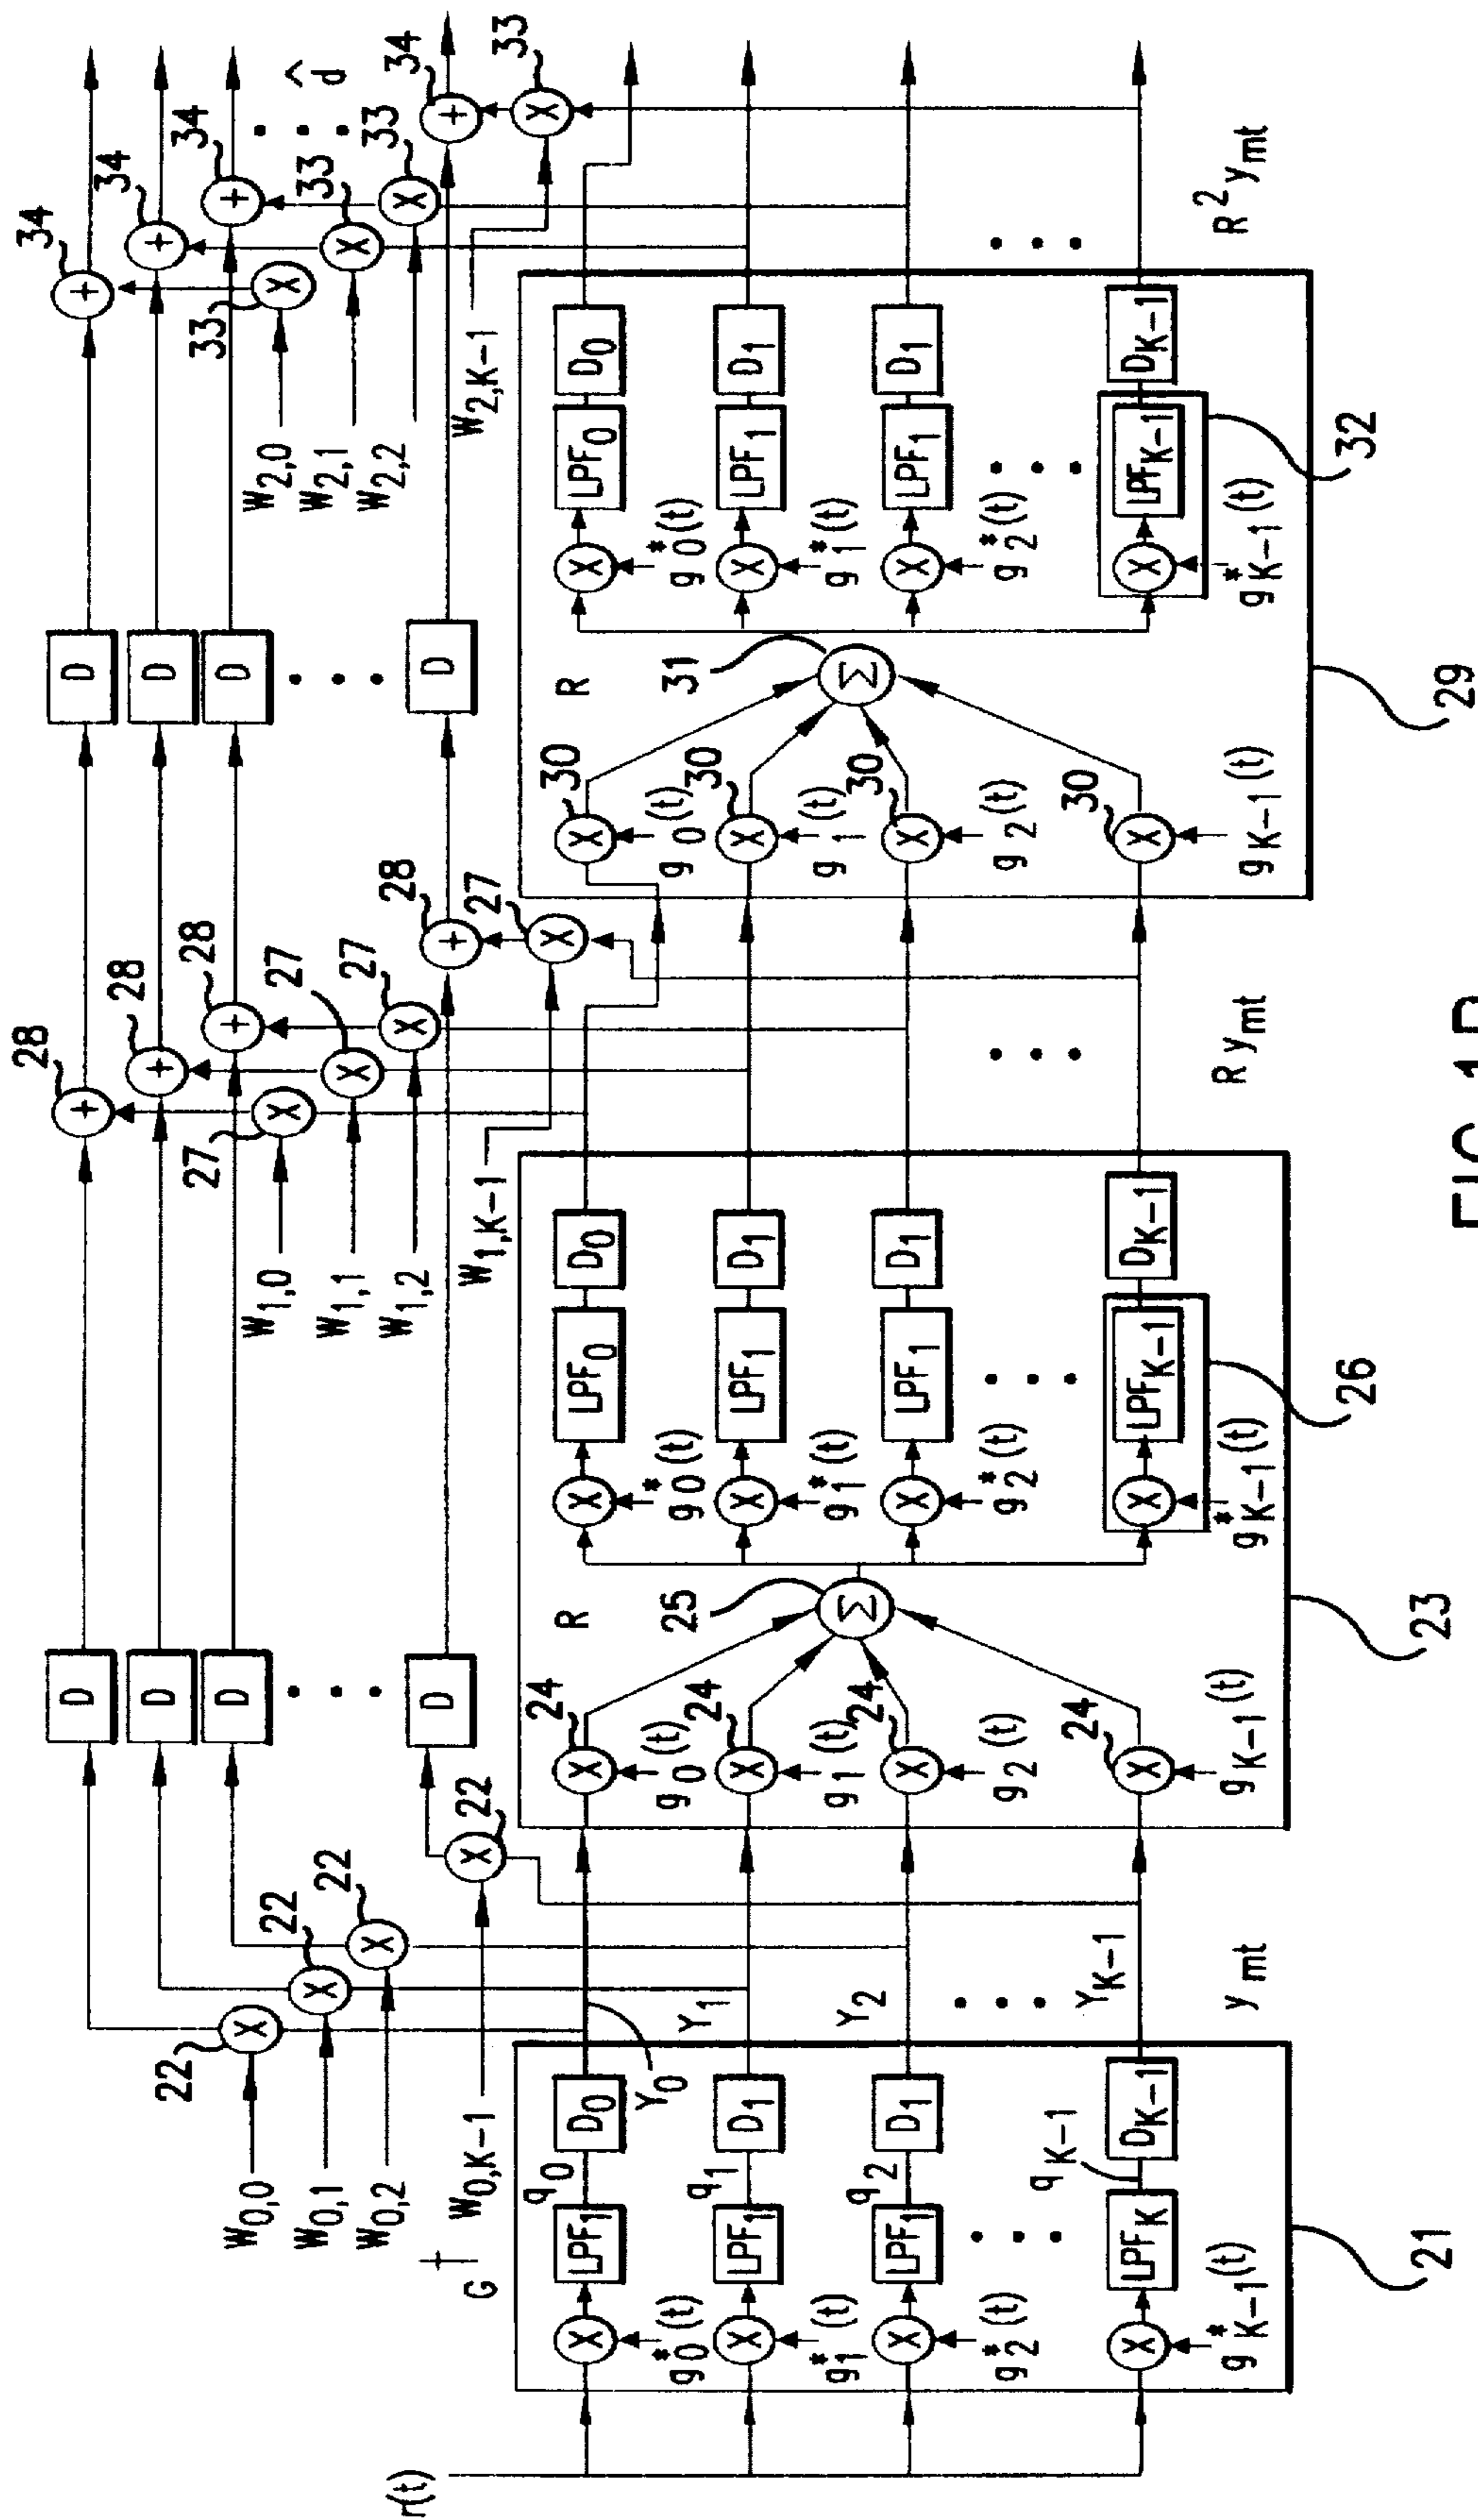 r(t)
G†
g*0(t)
g*1(t)
g*2(t)
g*K-1(t)
X
X
X
X
LPF1
LPF1
LPF1
LPFK
q0
q1
q2
qK-1
D0
D1
D1
DK-1
21
W0,0
W0,1
W0,2
W0,K-1
22
22
22
22
X
X
X
X
Y0
Y1
Y2
YK-1
ymt
D
D
D
D
g0(t)
g1(t)
g2(t)
gK-1(t)
24
24
24
24
X
X
X
X
R
25
Σ
g*0(t)
g*1(t)
g*2(t)
g*K-1(t)
X
X
X
X
LPF0
LPF1
LPF1
LPFK-1
D0
D1
D1
DK-1
23
26
W1,0
W1,1
W1,2
W1,K-1
27
27
27
27
X
X
X
X
28
28
28
28
+
+
+
+
R ymt
D
D
D
D
g0(t)
g1(t)
g2(t)
gK-1(t)
30
30
30
30
X
X
X
X
R
31
Σ
g*0(t)
g*1(t)
g*2(t)
g*K-1(t)
X
X
X
X
LPF0
LPF1
LPF1
LPFK-1
D0
D1
D1
DK-1
29
32
W2,0
W2,1
W2,2
W2,K-1
33
33
33
33
X
X
X
X
34
34
34
34
+
+
+
+
d̂
R² ymt